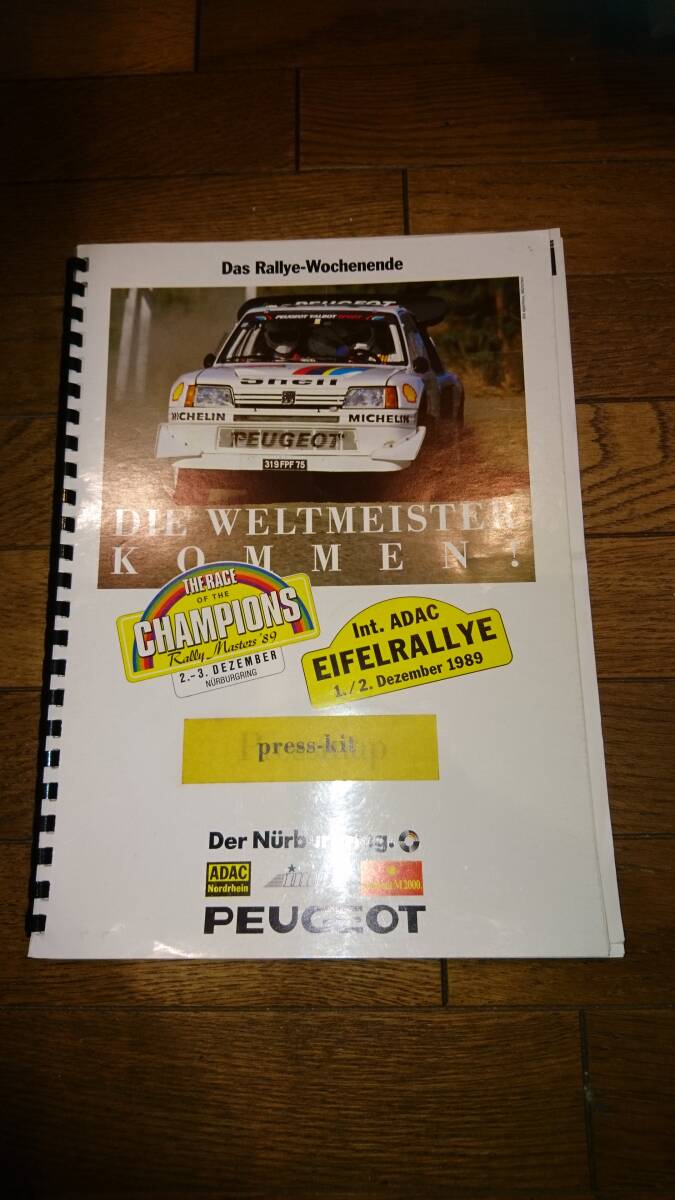 Das Rallye-Wochenende
PEUGEOT
PEUGEOT TALBOT SPORT
Shell
MICHELIN MICHELIN
PEUGEOT
319 FPF 75
DIE WELTMEISTER
KOMMEN!
THE RACE
OF THE
CHAMPIONS
Rally Masters '89
2.-3. DEZEMBER
NÜRBURGRING
Int. ADAC
EIFELRALLYE
1./2. Dezember 1989
press-kit
Der Nürburgring.
ADAC
Nordrhein
M2000.
PEUGEOT